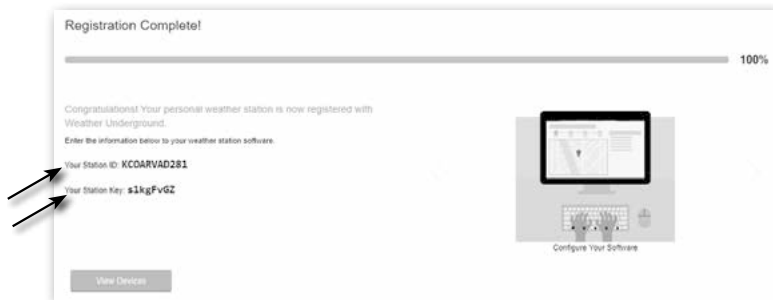 Registration Complete!
100%
Congratulations! Your personal weather station is now registered with
Weather Underground.
Enter the information below to your weather station software.
Your Station ID: KCOARVAD281
Your Station Key: s1kgFvGZ
Configure Your Software
View Devices